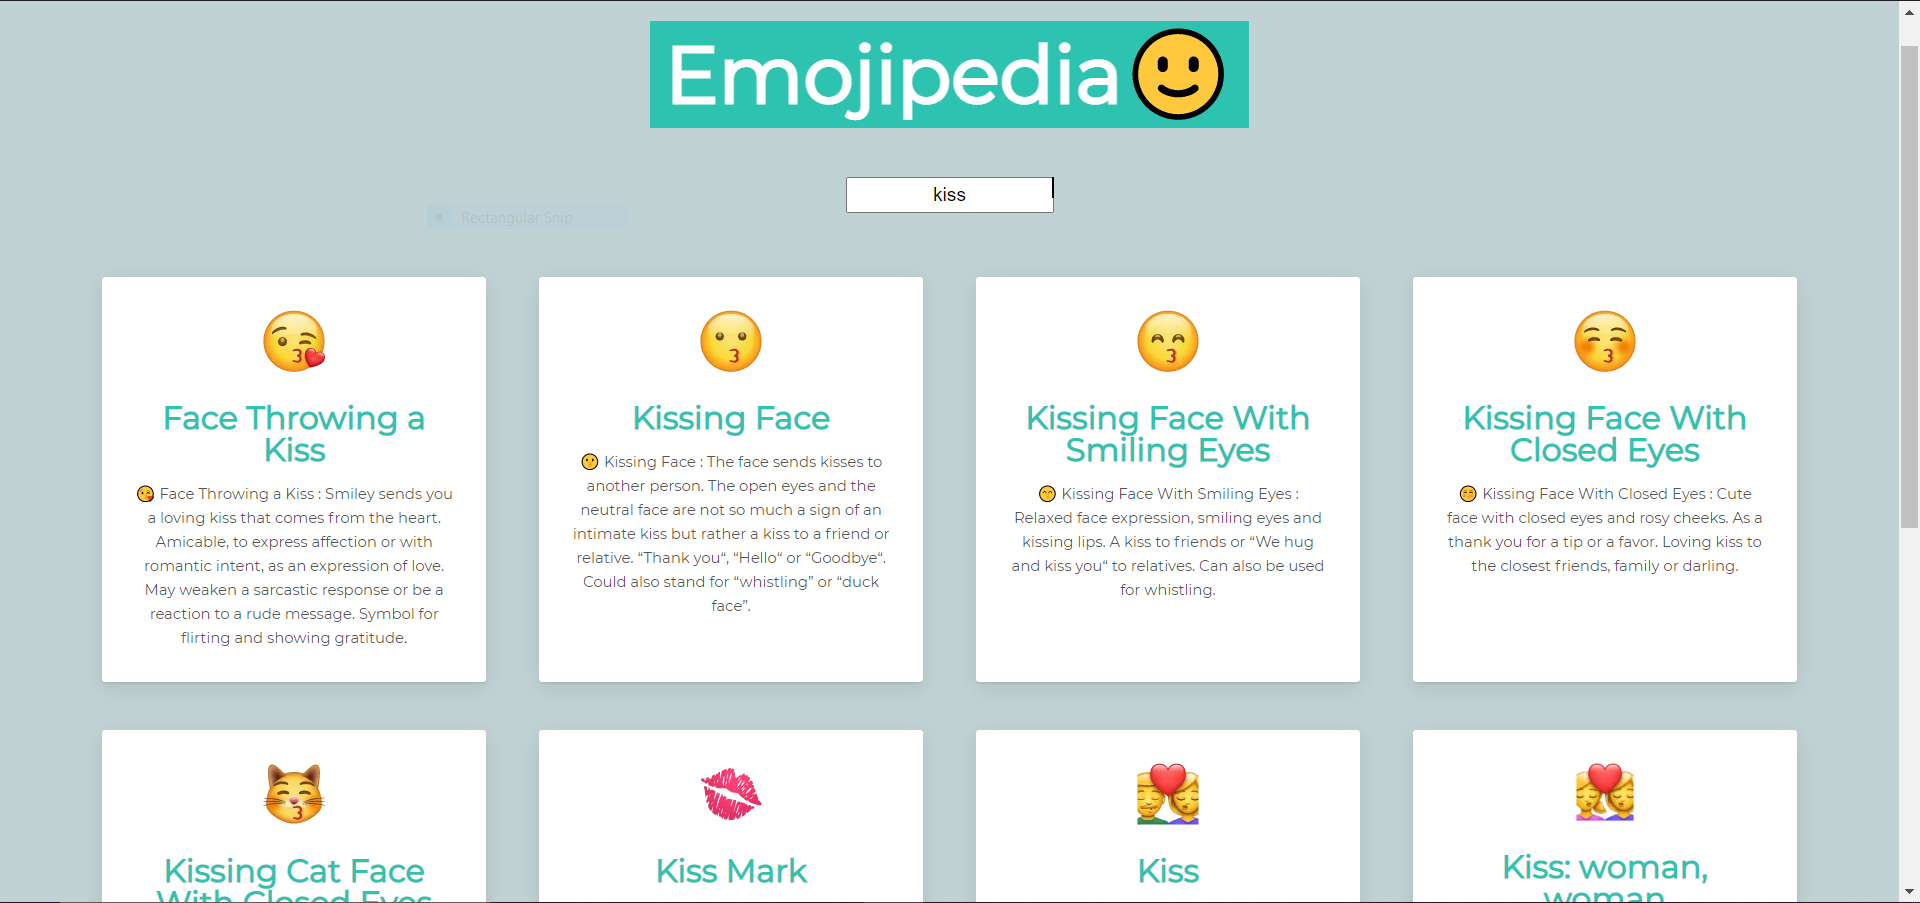 Emojipedia
kiss
Rectangular Snip
Face Throwing a
Kiss
😘 Face Throwing a Kiss : Smiley sends you
a loving kiss that comes from the heart.
Amicable, to express affection or with
romantic intent, as an expression of love.
May weaken a sarcastic response or be a
reaction to a rude message. Symbol for
flirting and showing gratitude.
Kissing Face
😗 Kissing Face : The face sends kisses to
another person. The open eyes and the
neutral face are not so much a sign of an
intimate kiss but rather a kiss to a friend or
relative. “Thank you“, “Hello“ or “Goodbye“.
Could also stand for “whistling” or “duck
face”.
Kissing Face With
Smiling Eyes
😙 Kissing Face With Smiling Eyes :
Relaxed face expression, smiling eyes and
kissing lips. A kiss to friends or “We hug
and kiss you“ to relatives. Can also be used
for whistling.
Kissing Face With
Closed Eyes
😚 Kissing Face With Closed Eyes : Cute
face with closed eyes and rosy cheeks. As a
thank you for a tip or a favor. Loving kiss to
the closest friends, family or darling.
Kissing Cat Face
With Closed Eyes
Kiss Mark
Kiss
Kiss: woman,
woman